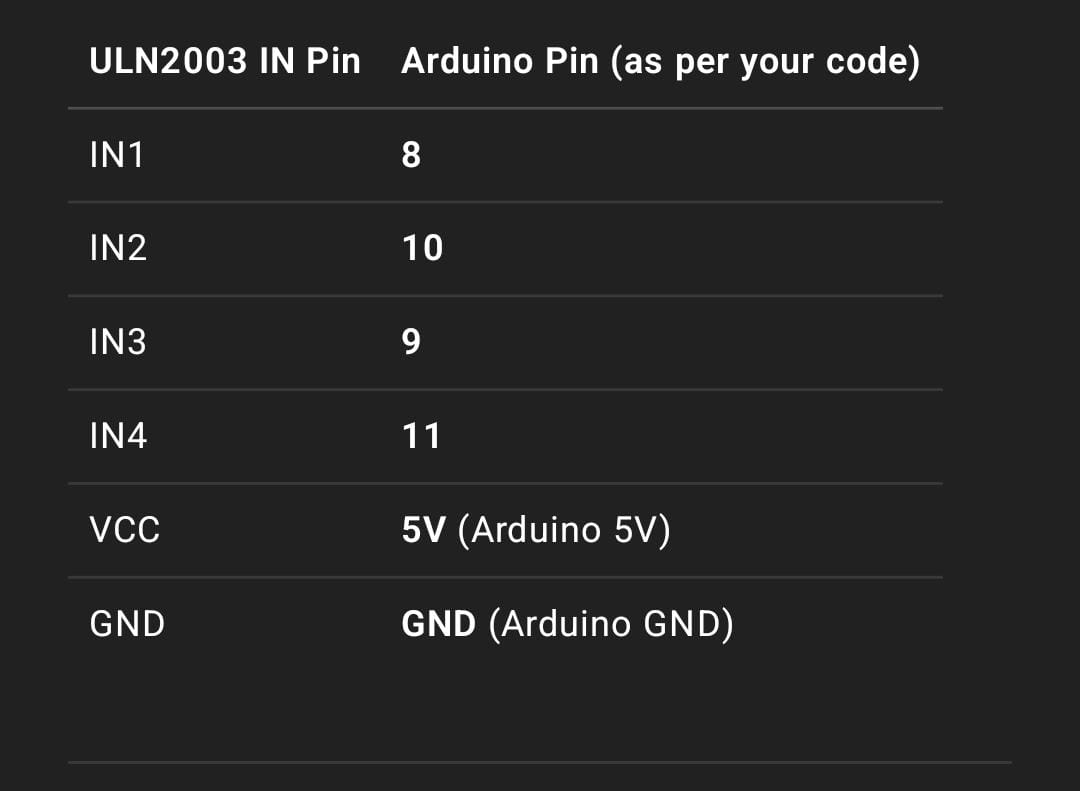 ULN2003 IN Pin Arduino Pin (as per your code)
IN1 8
IN2 10
IN3 9
IN4 11
VCC 5V (Arduino 5V)
GND GND (Arduino GND)